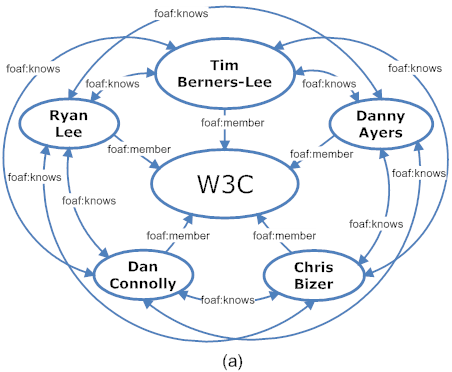 foaf:knows
Tim
Berners-Lee
foaf:knows
foaf:knows
foaf:knows
foaf:knows
Ryan
Lee
Danny
Ayers
foaf:member
foaf:member
foaf:member
W3C
foaf:knows
foaf:knows
foaf:knows
foaf:knows
foaf:member
foaf:member
Dan
Connolly
Chris
Bizer
foaf:knows
(a)